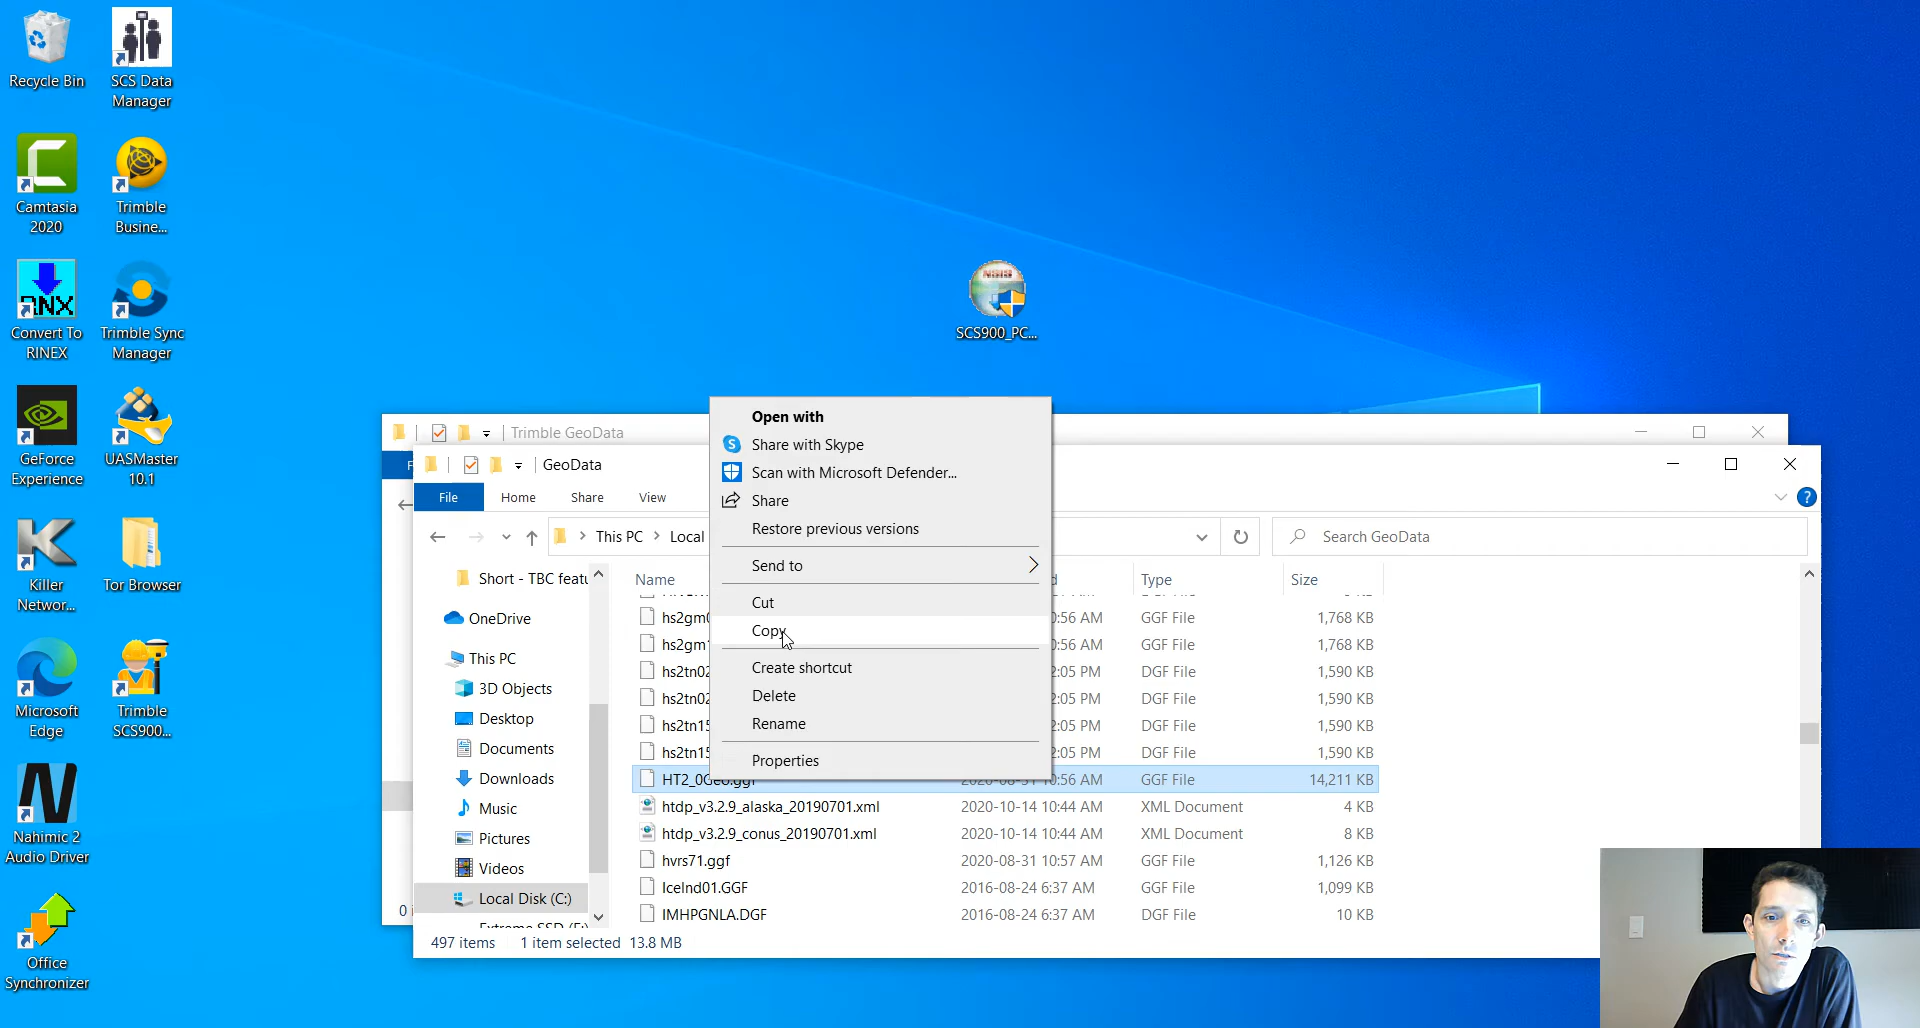 Recycle Bin
SCS Data
Manager
Camtasia
2020
Trimble
Busine...
RNX
Convert To
RINEX
Trimble Sync
Manager
GeForce
Experience
UASMaster
10.1
Killer
Networ...
Tor Browser
Microsoft
Edge
Trimble
SCS900...
Nahimic 2
Audio Driver
Office
Synchronizer
NSIS
SCS900_PC...
Trimble GeoData
GeoData
File
Home
Share
View
This PC
Local
Search GeoData
Short - TBC featu
OneDrive
This PC
3D Objects
Desktop
Documents
Downloads
Music
Pictures
Videos
Local Disk (C:)
Name
Type
Size
0:56 AM GGF File 1,768 KB
0:56 AM GGF File 1,768 KB
hs2tn02 2:05 PM DGF File 1,590 KB
hs2tn02 2:05 PM DGF File 1,590 KB
hs2tn15 2:05 PM DGF File 1,590 KB
hs2tn15 2:05 PM DGF File 1,590 KB
HT2_0Geo.ggf 2020-08-31 10:56 AM GGF File 14,211 KB
htdp_v3.2.9_alaska_20190701.xml 2020-10-14 10:44 AM XML Document 4 KB
htdp_v3.2.9_conus_20190701.xml 2020-10-14 10:44 AM XML Document 8 KB
hvrs71.ggf 2020-08-31 10:57 AM GGF File 1,126 KB
Icelnd01.GGF 2016-08-24 6:37 AM GGF File 1,099 KB
IMHPGNLA.DGF 2016-08-24 6:37 AM DGF File 10 KB
497 items 1 item selected 13.8 MB
Open with
Share with Skype
Scan with Microsoft Defender...
Share
Restore previous versions
Send to
Cut
Copy
Create shortcut
Delete
Rename
Properties